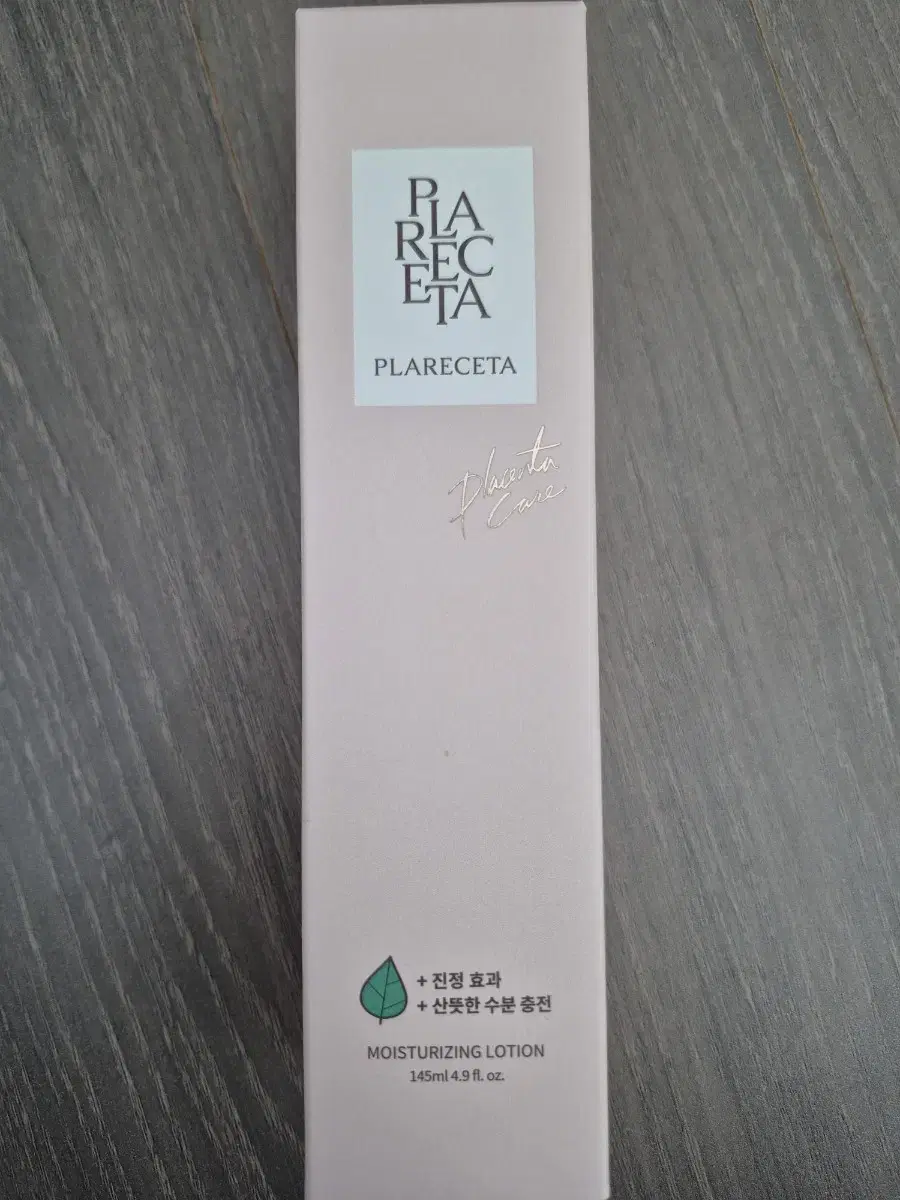 PLA
REC
ETA
PLARECETA
Placenta
Care
+ 진정 효과
+ 산뜻한 수분 충전
MOISTURIZING LOTION
145ml 4.9 fl. oz.